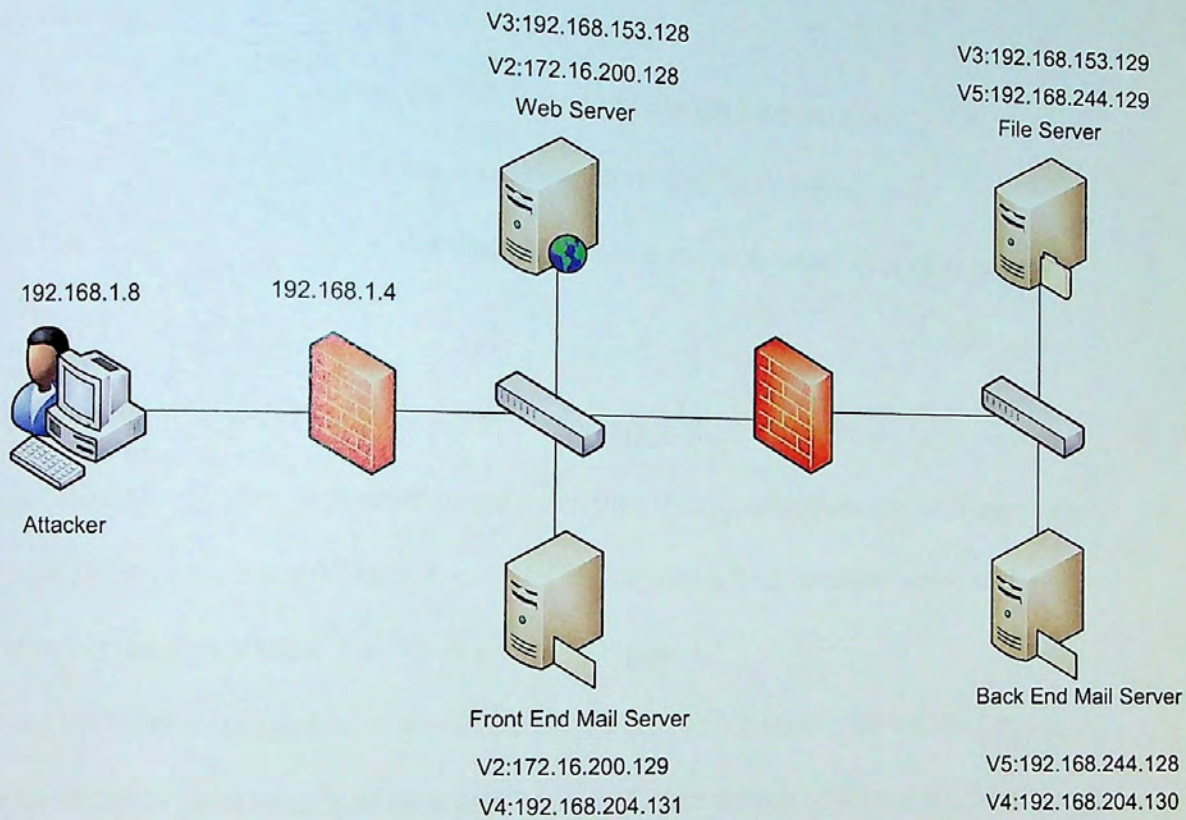 V3:192.168.153.128
V2:172.16.200.128
Web Server
V3:192.168.153.129
V5:192.168.244.129
File Server
192.168.1.8
192.168.1.4
Attacker
Front End Mail Server
V2:172.16.200.129
V4:192.168.204.131
Back End Mail Server
V5:192.168.244.128
V4:192.168.204.130